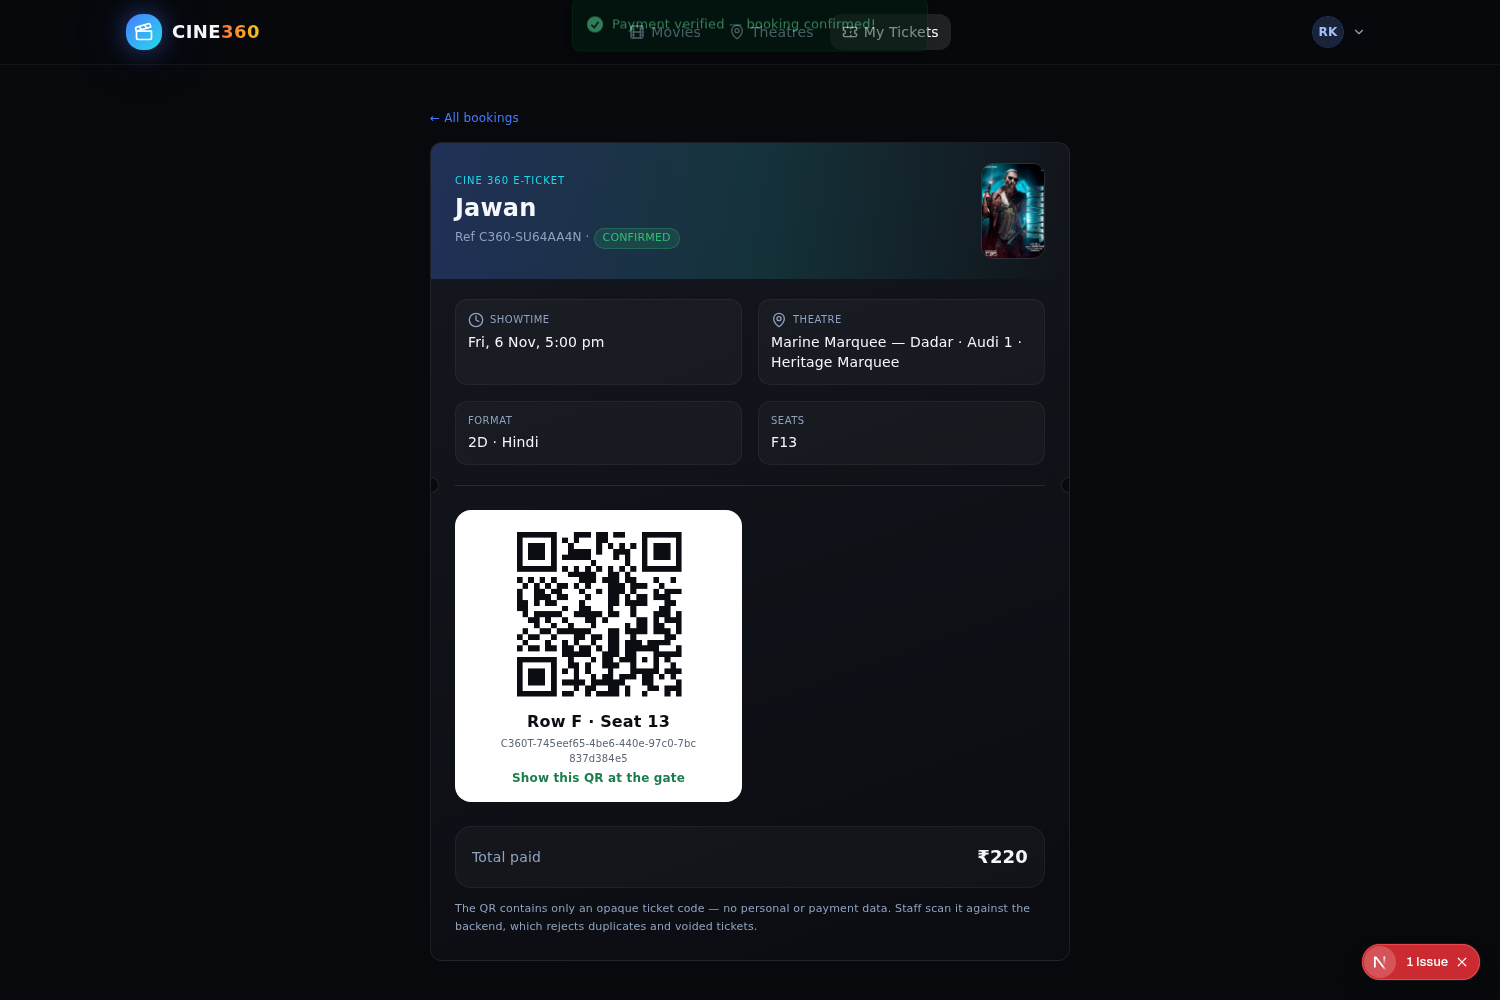 CINE360
Payment verified — booking confirmed!
Movies
Theatres
My Tickets
RK
← All bookings
CINE 360 E-TICKET
Jawan
Ref C360-SU64AA4N · CONFIRMED
SHOWTIME
Fri, 6 Nov, 5:00 pm
THEATRE
Marine Marquee — Dadar · Audi 1 ·
Heritage Marquee
FORMAT
2D · Hindi
SEATS
F13
Row F · Seat 13
C360T-745eef65-4be6-440e-97c0-7bc
837d384e5
Show this QR at the gate
Total paid
₹220
The QR contains only an opaque ticket code — no personal or payment data. Staff scan it against the
backend, which rejects duplicates and voided tickets.
1 Issue